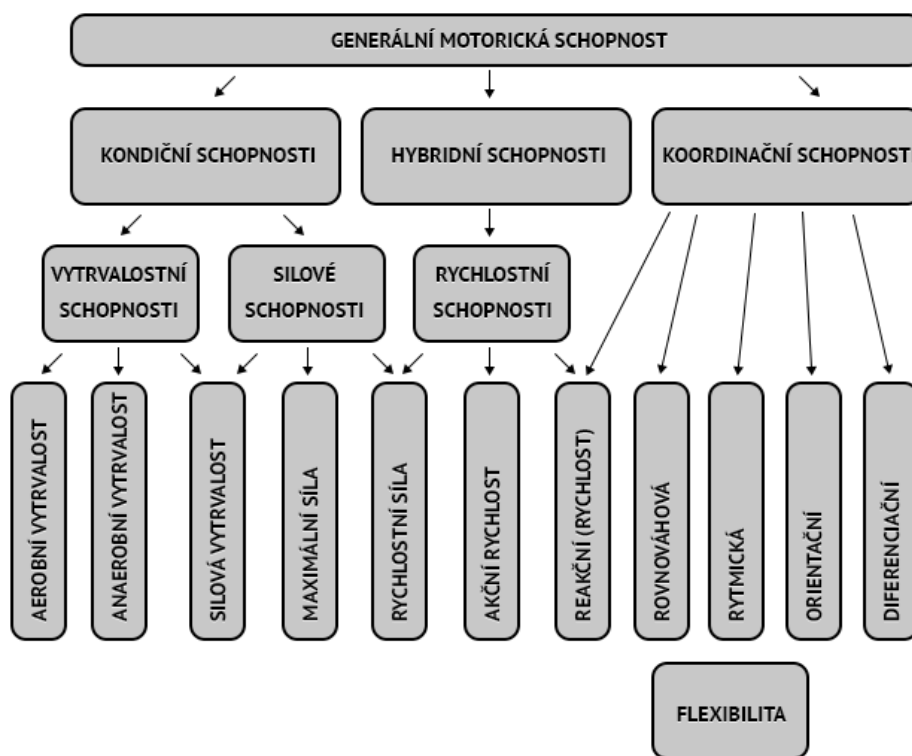 GENERÁLNÍ MOTORICKÁ SCHOPNOST
KONDIČNÍ SCHOPNOSTI
HYBRIDNÍ SCHOPNOSTI
KOORDINAČNÍ SCHOPNOST
VYTRVALOSTNÍ
SCHOPNOSTI
SILOVÉ
SCHOPNOSTI
RYCHLOSTNÍ
SCHOPNOSTI
AEROBNÍ VYTRVALOST
ANAEROBNÍ VYTRVALOST
SILOVÁ VYTRVALOST
MAXIMÁLNÍ SÍLA
RYCHLOSTNÍ SÍLA
AKČNÍ RYCHLOST
REAKČNÍ (RYCHLOST)
ROVNOVÁHOVÁ
RYTMICKÁ
ORIENTAČNÍ
DIFERENCIAČNÍ
FLEXIBILITA